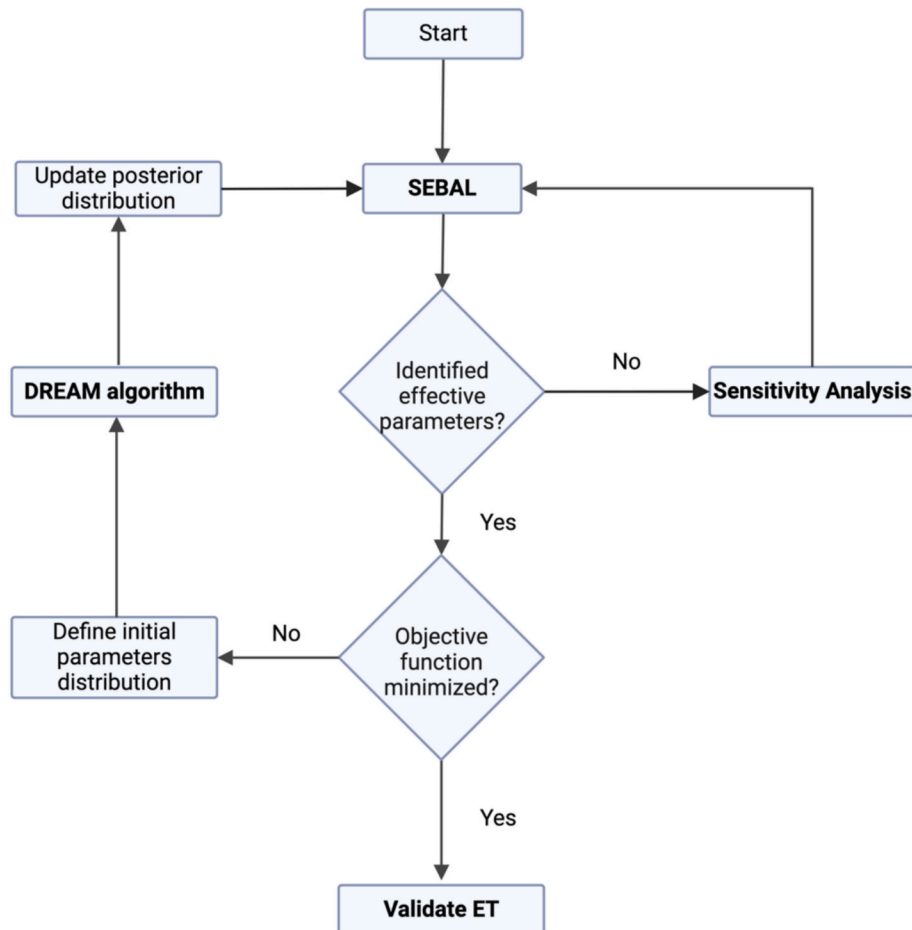 Start
Update posterior
distribution
SEBAL
Identified
effective
parameters?
No
DREAM algorithm
Sensitivity Analysis
Yes
Define initial
parameters
distribution
No
Objective
function
minimized?
Yes
Validate ET